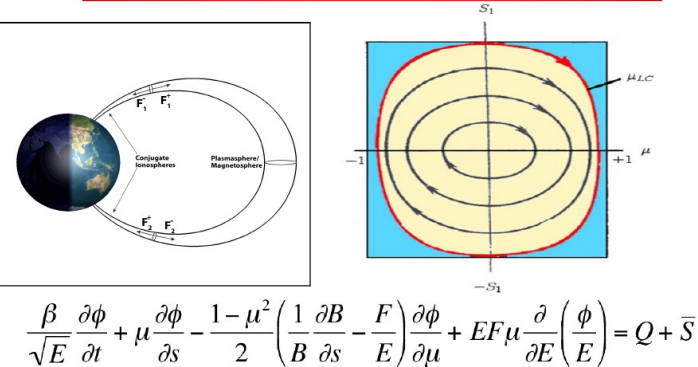 F₁⁻ F₁⁺
Conjugate
Ionospheres
Plasmasphere/
Magnetosphere
F₂⁺ F₂⁻
S₁
μLC
−1
+1 μ
−S₁
β/√E ∂φ/∂t + μ ∂φ/∂s − (1−μ²)/2 (1/B ∂B/∂s − F/E) ∂φ/∂μ + EFμ ∂/∂E (φ/E) = Q + S̅